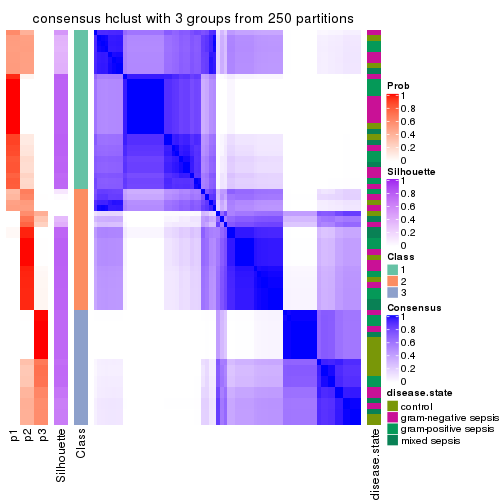 consensus hclust with 3 groups from 250 partitions
Prob
1
0.8
0.6
0.4
0.2
0
Silhouette
1
0.8
0.6
0.4
0.2
0
Class
1
2
3
Consensus
1
0.8
0.6
0.4
0.2
0
disease.state
control
gram-negative sepsis
gram-positive sepsis
mixed sepsis
p1
p2
p3
Silhouette
Class
disease.state